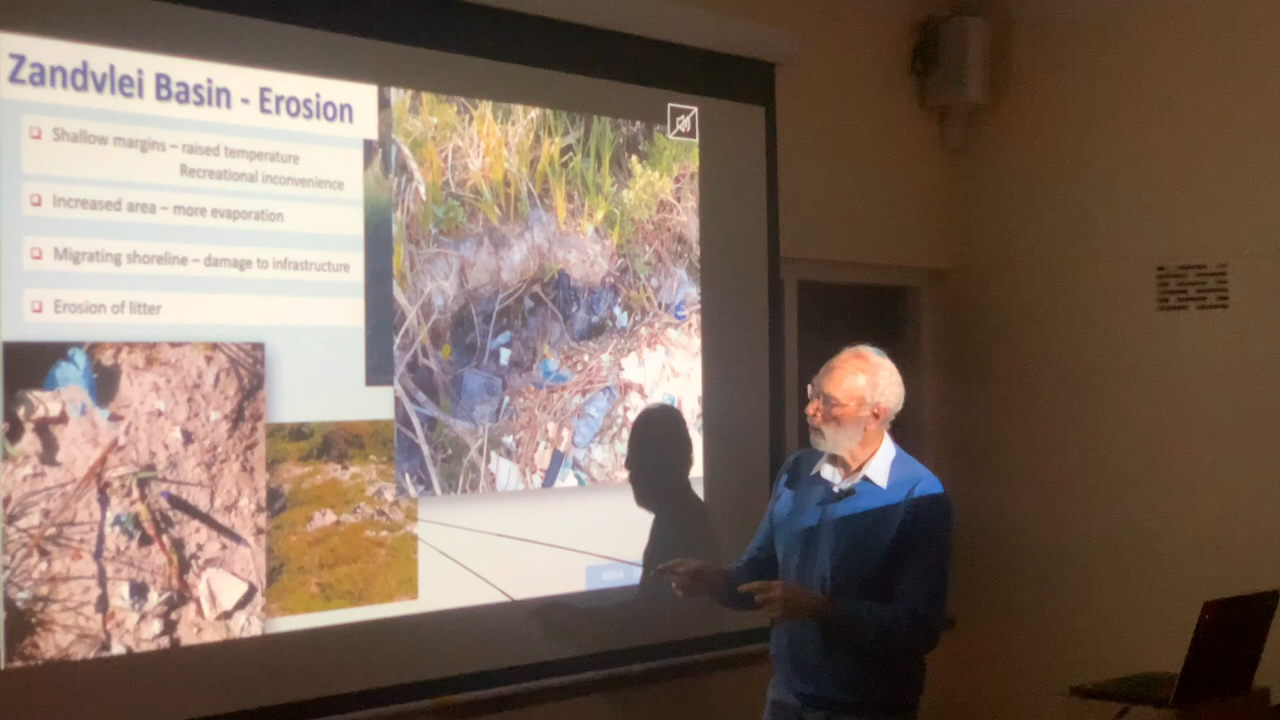 Zandvlei Basin - Erosion
Shallow margins – raised temperature
Recreational inconvenience
Increased area – more evaporation
Migrating shoreline – damage to infrastructure
Erosion of litter